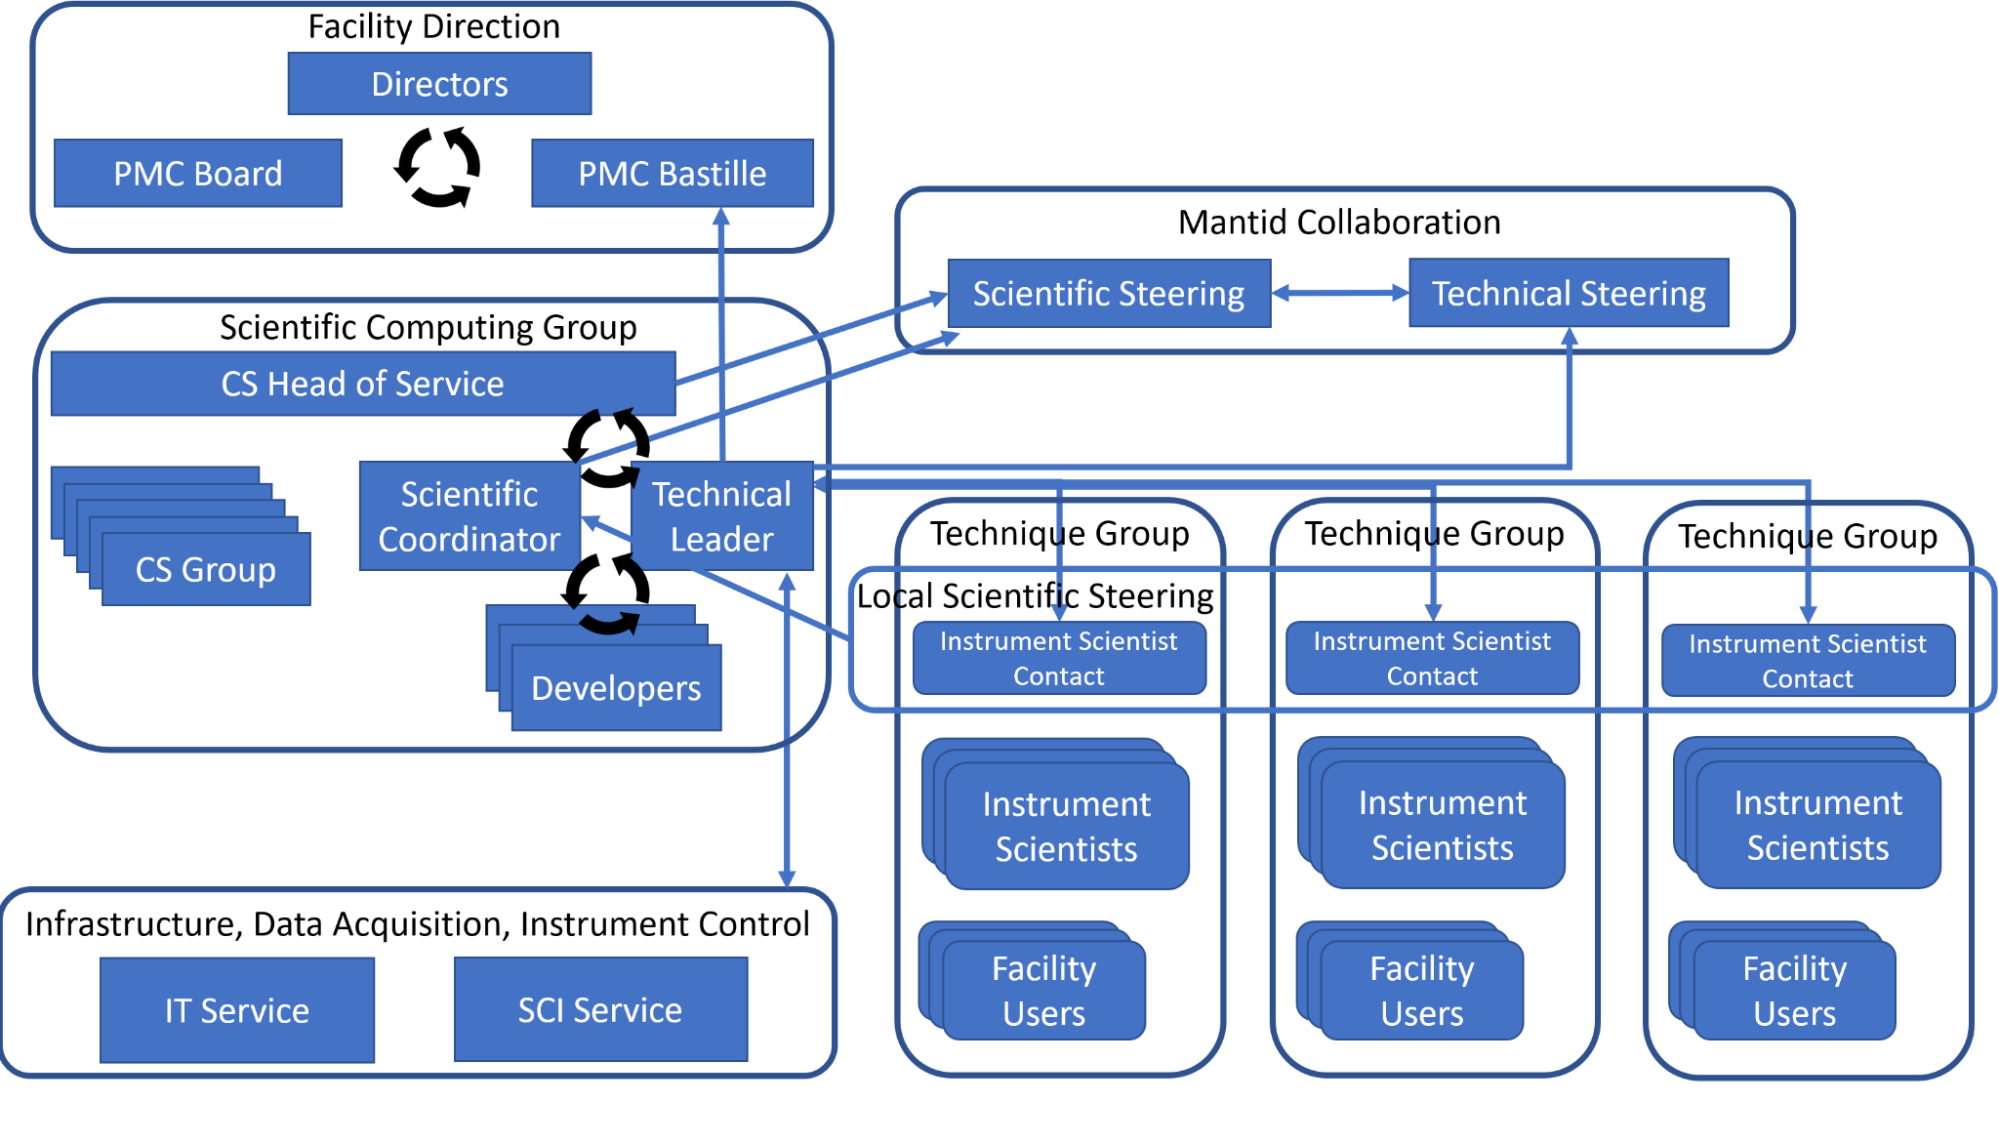 Facility Direction
Directors
PMC Board
PMC Bastille
Mantid Collaboration
Scientific Steering
Technical Steering
Scientific Computing Group
CS Head of Service
Scientific
Coordinator
Technical
Leader
CS Group
Developers
Technique Group
Technique Group
Technique Group
Local Scientific Steering
Instrument Scientist
Contact
Instrument Scientist
Contact
Instrument Scientist
Contact
Instrument
Scientists
Instrument
Scientists
Instrument
Scientists
Facility
Users
Facility
Users
Facility
Users
Infrastructure, Data Acquisition, Instrument Control
IT Service
SCI Service